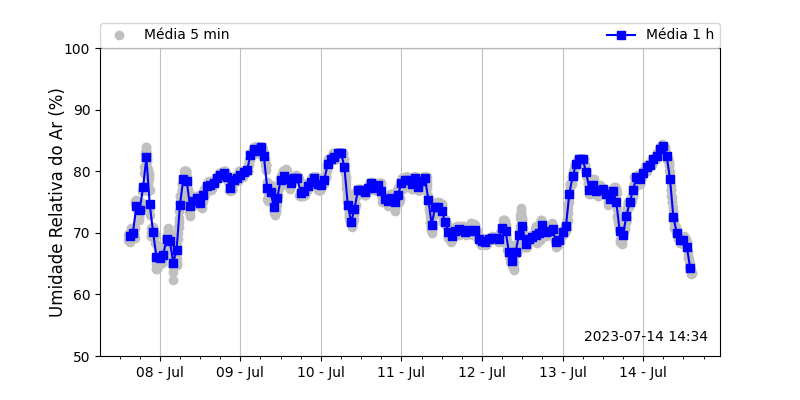 Média 5 min
Média 1 h
Umidade Relativa do Ar (%)
100
90
80
70
60
50
2023-07-14 14:34
08 - Jul
09 - Jul
10 - Jul
11 - Jul
12 - Jul
13 - Jul
14 - Jul